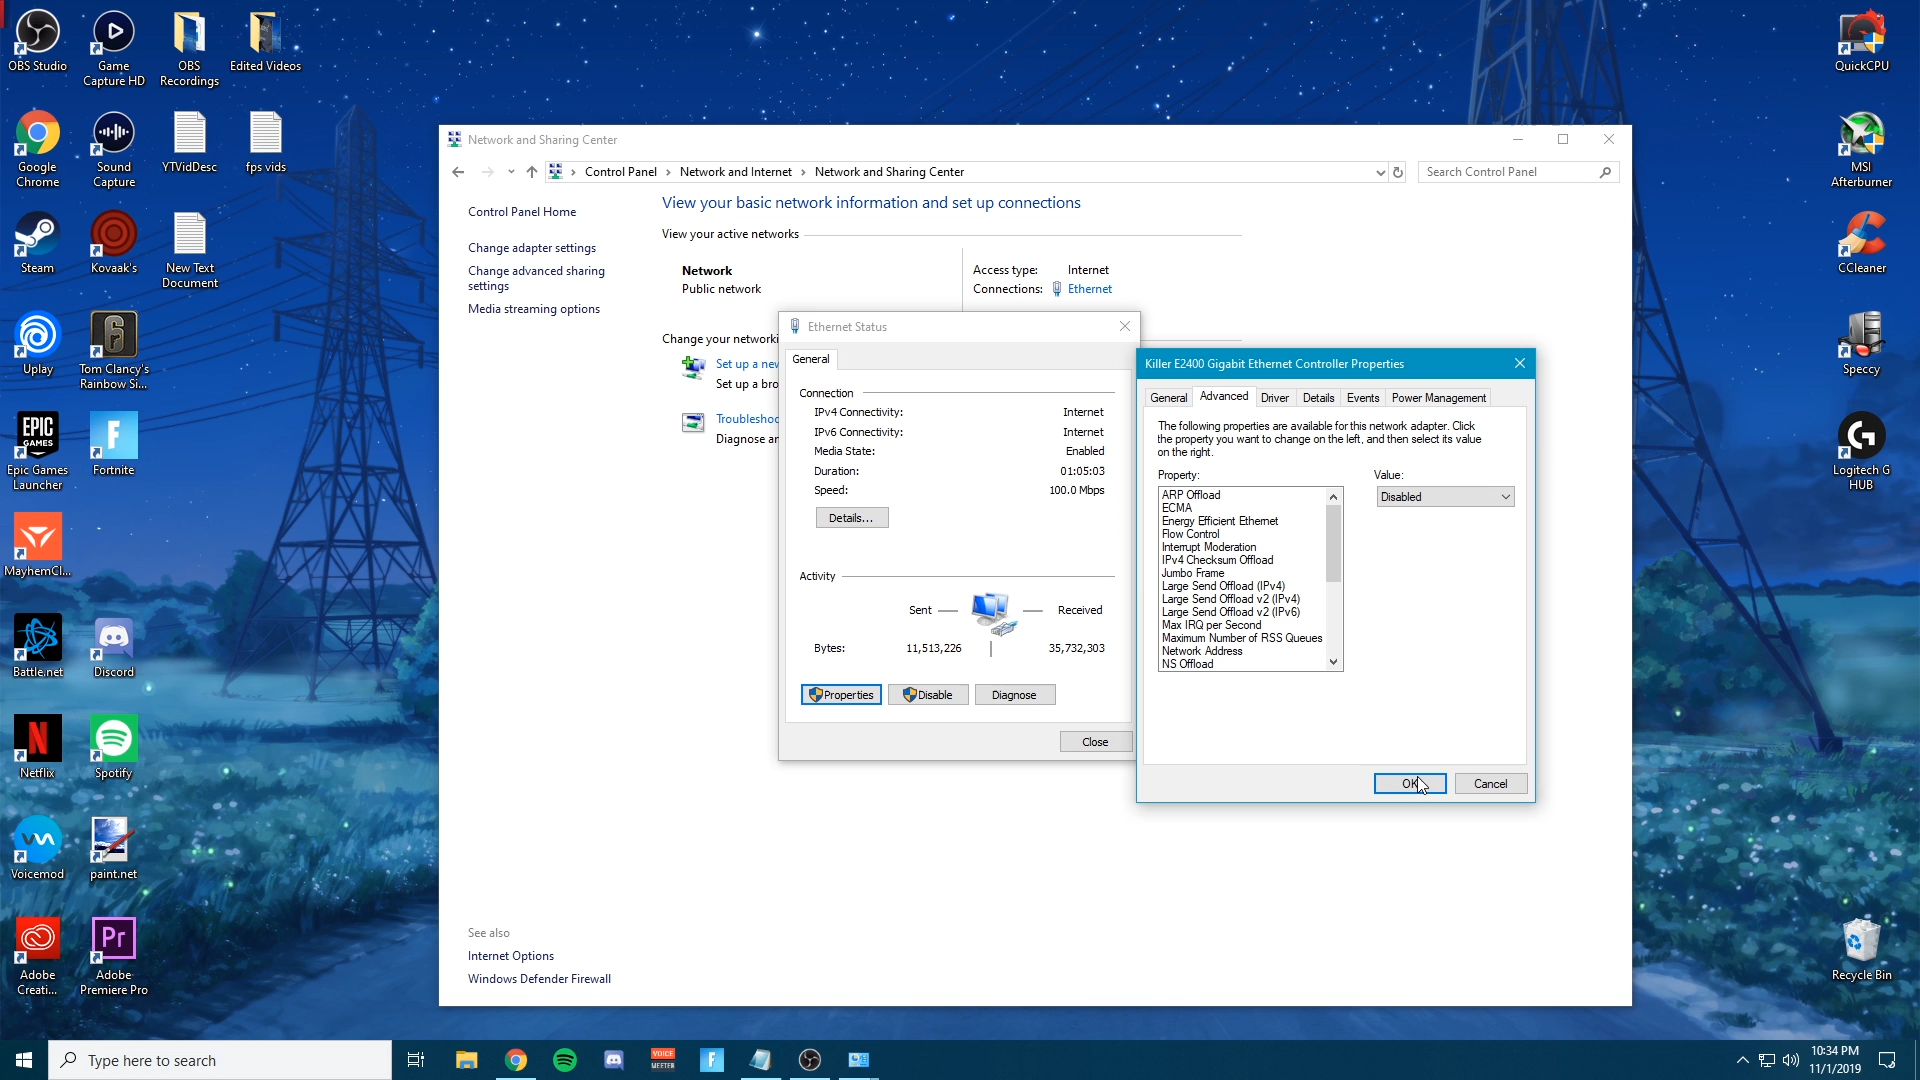 OBS Studio
Game
Capture HD
OBS
Recordings
Edited Videos
Google
Chrome
Sound
Capture
YTVidDesc
fps vids
Steam
Kovaak's
New Text
Document
Uplay
Tom Clancy's
Rainbow Si...
EPIC
GAMES
Epic Games
Launcher
Fortnite
MayhemCl...
Battle.net
Discord
Netflix
Spotify
Voicemod
paint.net
Adobe
Creati...
Pr
Adobe
Premiere Pro
QuickCPU
MSI
Afterburner
CCleaner
Speccy
Logitech G
HUB
Recycle Bin
Network and Sharing Center
Control Panel > Network and Internet > Network and Sharing Center
Search Control Panel
Control Panel Home
Change adapter settings
Change advanced sharing
settings
Media streaming options
View your basic network information and set up connections
View your active networks
Network
Public network
Access type: Internet
Connections: Ethernet
Change your networki
Set up a nev
Set up a bro
Troubleshoo
Diagnose ar
See also
Internet Options
Windows Defender Firewall
Ethernet Status
General
Connection
IPv4 Connectivity: Internet
IPv6 Connectivity: Internet
Media State: Enabled
Duration: 01:05:03
Speed: 100.0 Mbps
Details...
Activity
Sent — — Received
Bytes: 11,513,226 | 35,732,303
Properties
Disable
Diagnose
Close
Killer E2400 Gigabit Ethernet Controller Properties
General Advanced Driver Details Events Power Management
The following properties are available for this network adapter. Click
the property you want to change on the left, and then select its value
on the right.
Property:
Value:
ARP Offload
ECMA
Energy Efficient Ethernet
Flow Control
Interrupt Moderation
IPv4 Checksum Offload
Jumbo Frame
Large Send Offload (IPv4)
Large Send Offload v2 (IPv4)
Large Send Offload v2 (IPv6)
Max IRQ per Second
Maximum Number of RSS Queues
Network Address
NS Offload
Disabled
OK
Cancel
Type here to search
VOICE
MEETER
10:34 PM
11/1/2019